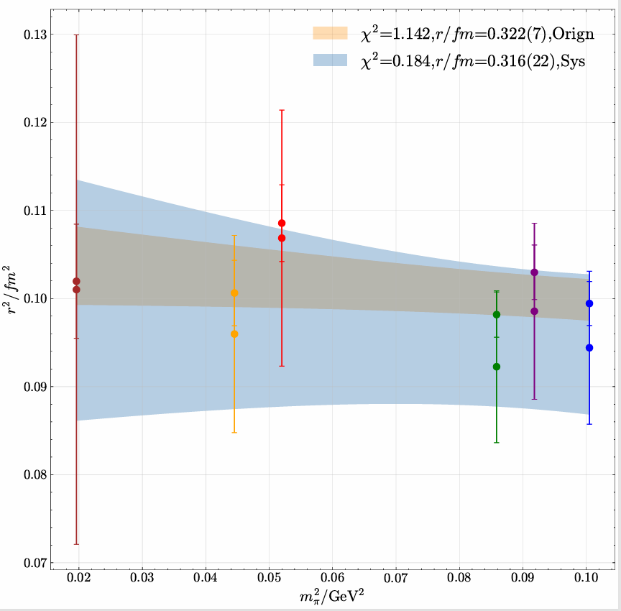 χ²=1.142,r/fm=0.322(7),Orign
χ²=0.184,r/fm=0.316(22),Sys
0.13
0.12
0.11
0.10
0.09
0.08
0.07
r²/fm²
0.02 0.03 0.04 0.05 0.06 0.07 0.08 0.09 0.10
m²π/GeV²